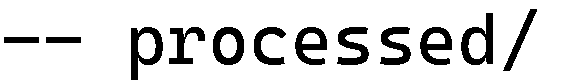 -- processed/